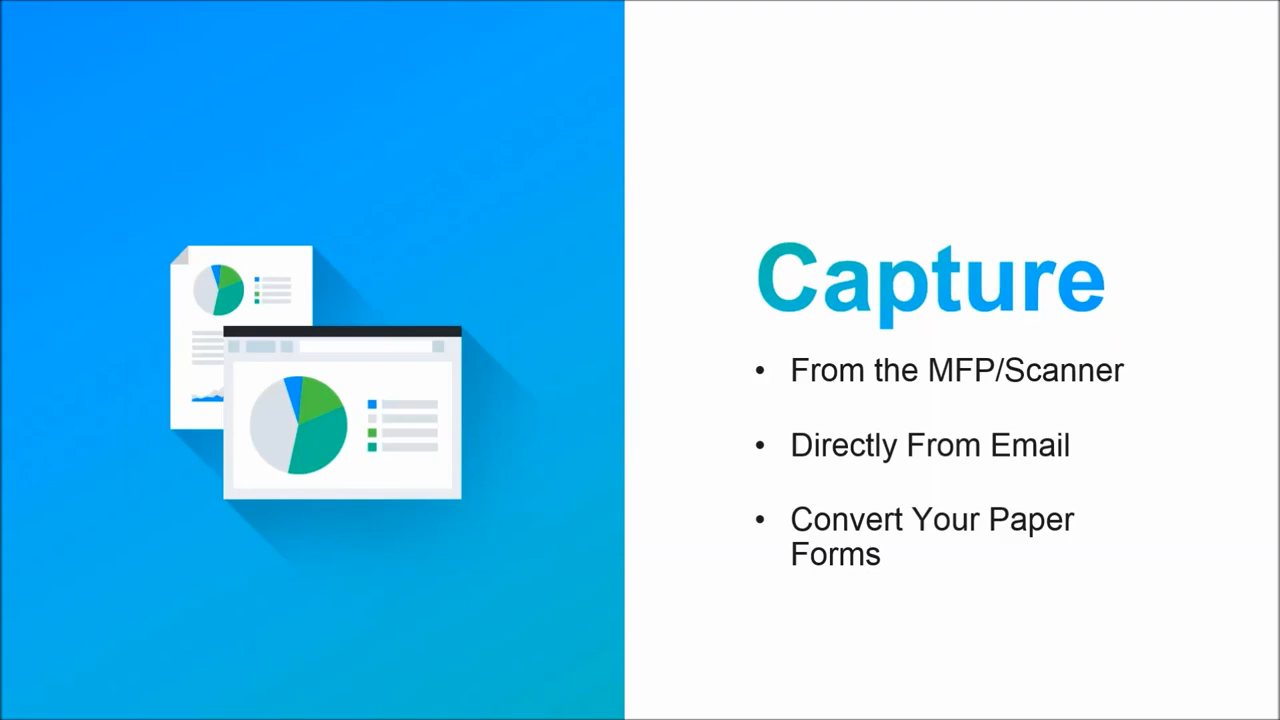 Capture
• From the MFP/Scanner
• Directly From Email
• Convert Your Paper
Forms